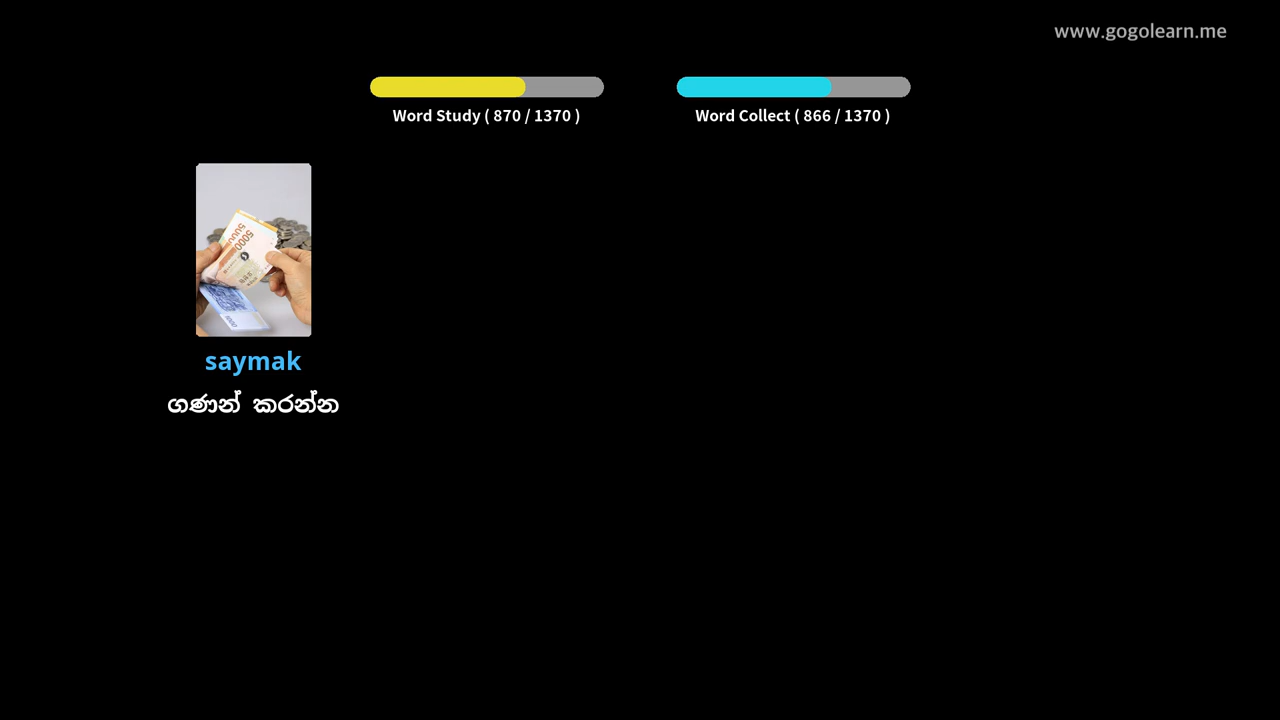 www.gogolearn.me
Word Study ( 870 / 1370 )
Word Collect ( 866 / 1370 )
saymak
ගණන් කරන්න